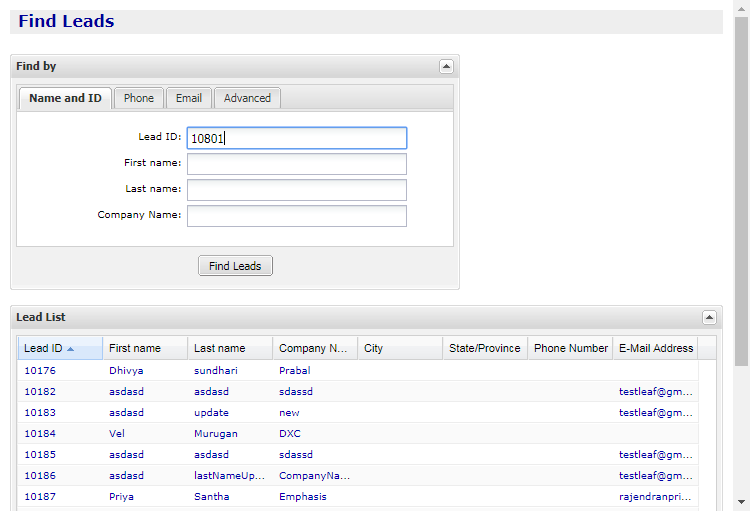 Find Leads
Find by
Name and ID Phone Email Advanced
Lead ID: 10801
First name:
Last name:
Company Name:
Find Leads
Lead List
Lead ID First name Last name Company N... City State/Province Phone Number E-Mail Address
10176 Dhivya sundhari Prabal
10182 asdasd asdasd sdassd testleaf@gm...
10183 asdasd update new testleaf@gm...
10184 Vel Murugan DXC
10185 asdasd asdasd sdassd testleaf@gm...
10186 asdasd lastNameUp... CompanyNa... testleaf@gm...
10187 Priya Santha Emphasis rajendranpri...